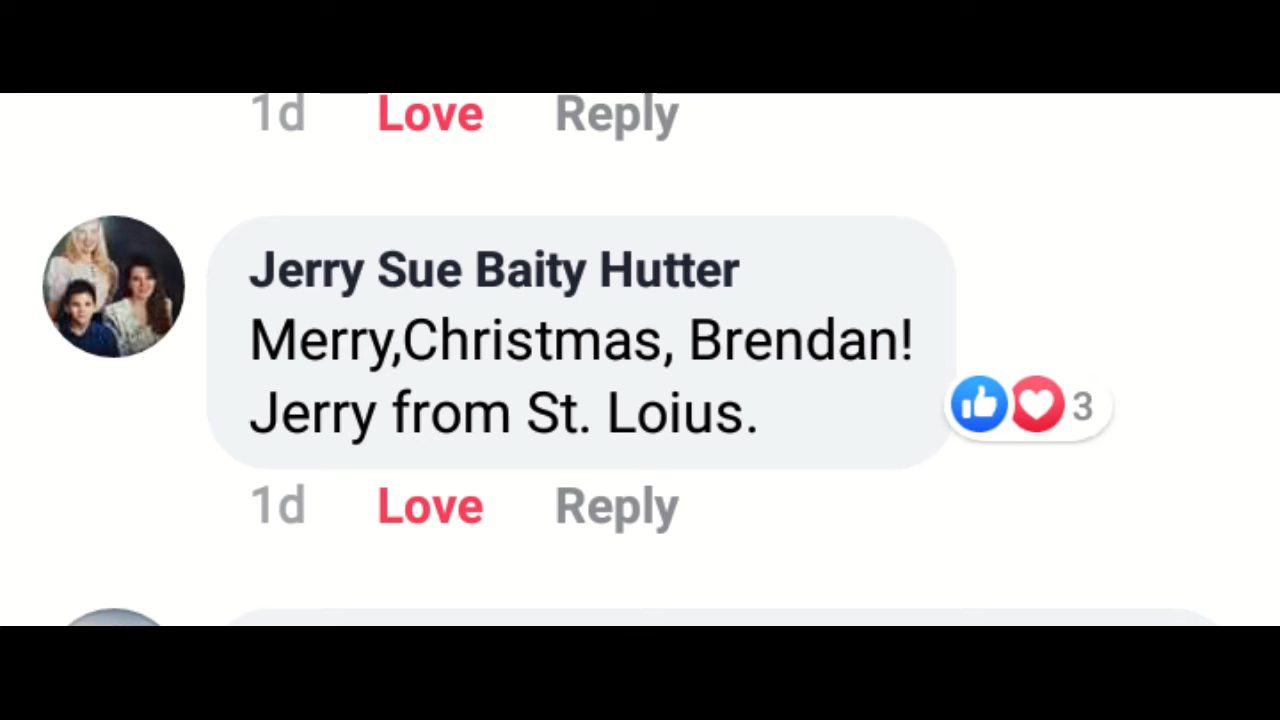 1d Love Reply
Jerry Sue Baity Hutter
Merry,Christmas, Brendan!
Jerry from St. Loius.
3
1d Love Reply